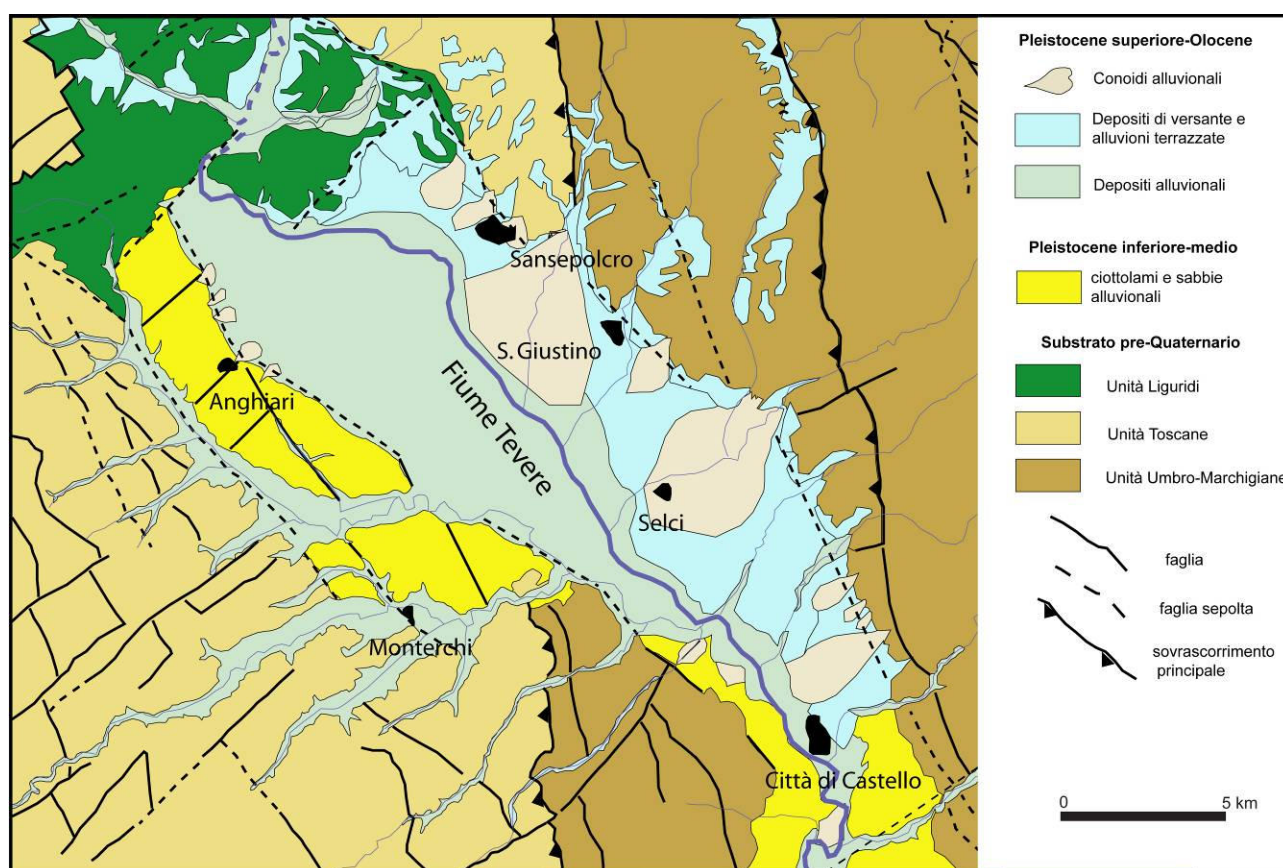 Pleistocene superiore-Olocene
Conoidi alluvionali
Depositi di versante e
alluvioni terrazzate
Depositi alluvionali
Pleistocene inferiore-medio
ciottolami e sabbie
alluvionali
Substrato pre-Quaternario
Unità Liguridi
Unità Toscane
Unità Umbro-Marchigiane
faglia
faglia sepolta
sovrascorrimento
principale
0 5 km
Sansepolcro
S. Giustino
Anghiari
Fiume Tevere
Selci
Monterchi
Città di Castello